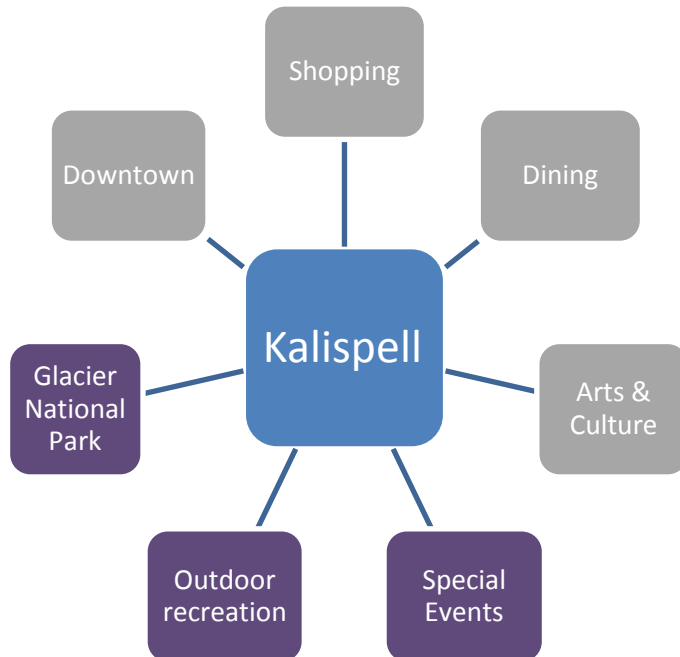 Shopping
Downtown
Dining
Kalispell
Glacier
National
Park
Arts &
Culture
Outdoor
recreation
Special
Events